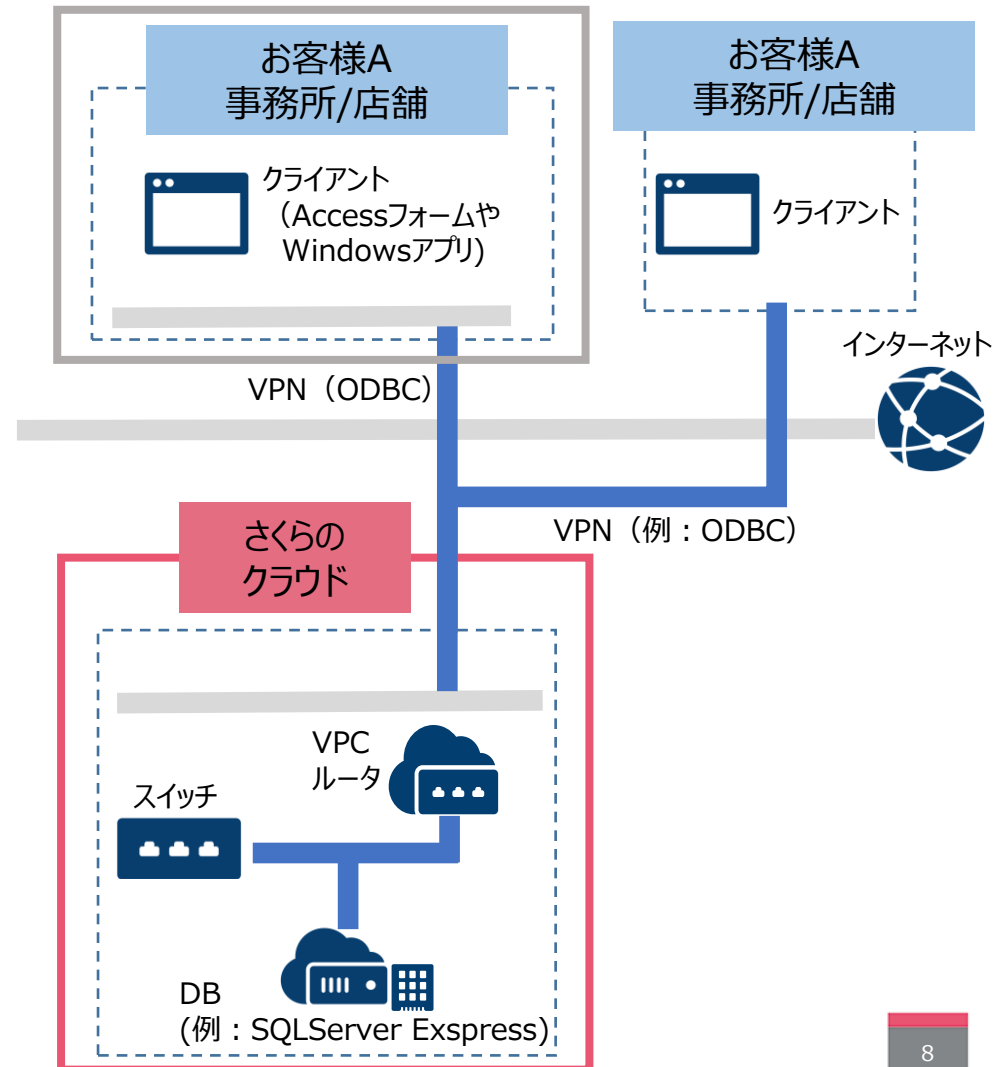 お客様A
事務所/店舗
お客様A
事務所/店舗
クライアント
（Accessフォームや
Windowsアプリ)
クライアント
インターネット
VPN（ODBC）
VPN（例：ODBC）
さくらの
クラウド
VPC
ルータ
スイッチ
DB
(例：SQLServer Exspress)
8